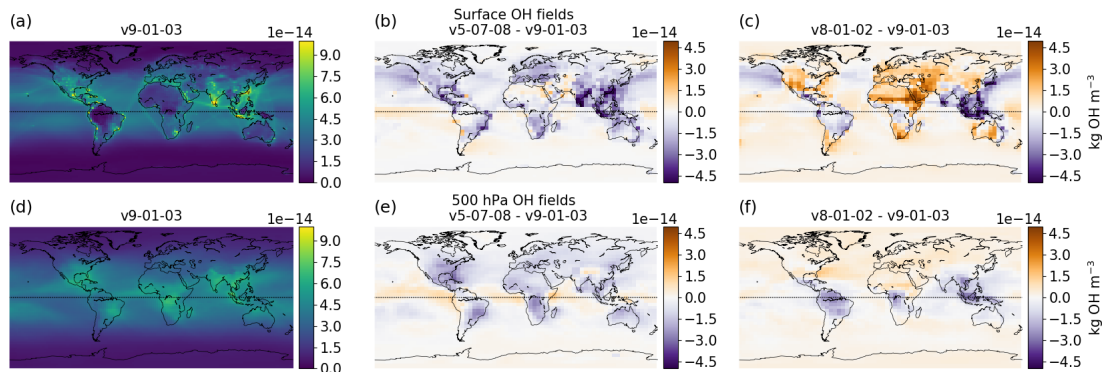 Surface OH fields
(a)
v9-01-03
1e−14
9.0
7.5
6.0
4.5
3.0
1.5
0.0
(b)
v5-07-08 - v9-01-03
1e−14
4.5
3.0
1.5
0.0
−1.5
−3.0
−4.5
(c)
v8-01-02 - v9-01-03
1e−14
4.5
3.0
1.5
0.0
−1.5
−3.0
−4.5
kg OH m⁻³
500 hPa OH fields
(d)
v9-01-03
1e−14
9.0
7.5
6.0
4.5
3.0
1.5
0.0
(e)
v5-07-08 - v9-01-03
1e−14
4.5
3.0
1.5
0.0
−1.5
−3.0
−4.5
(f)
v8-01-02 - v9-01-03
1e−14
4.5
3.0
1.5
0.0
−1.5
−3.0
−4.5
kg OH m⁻³